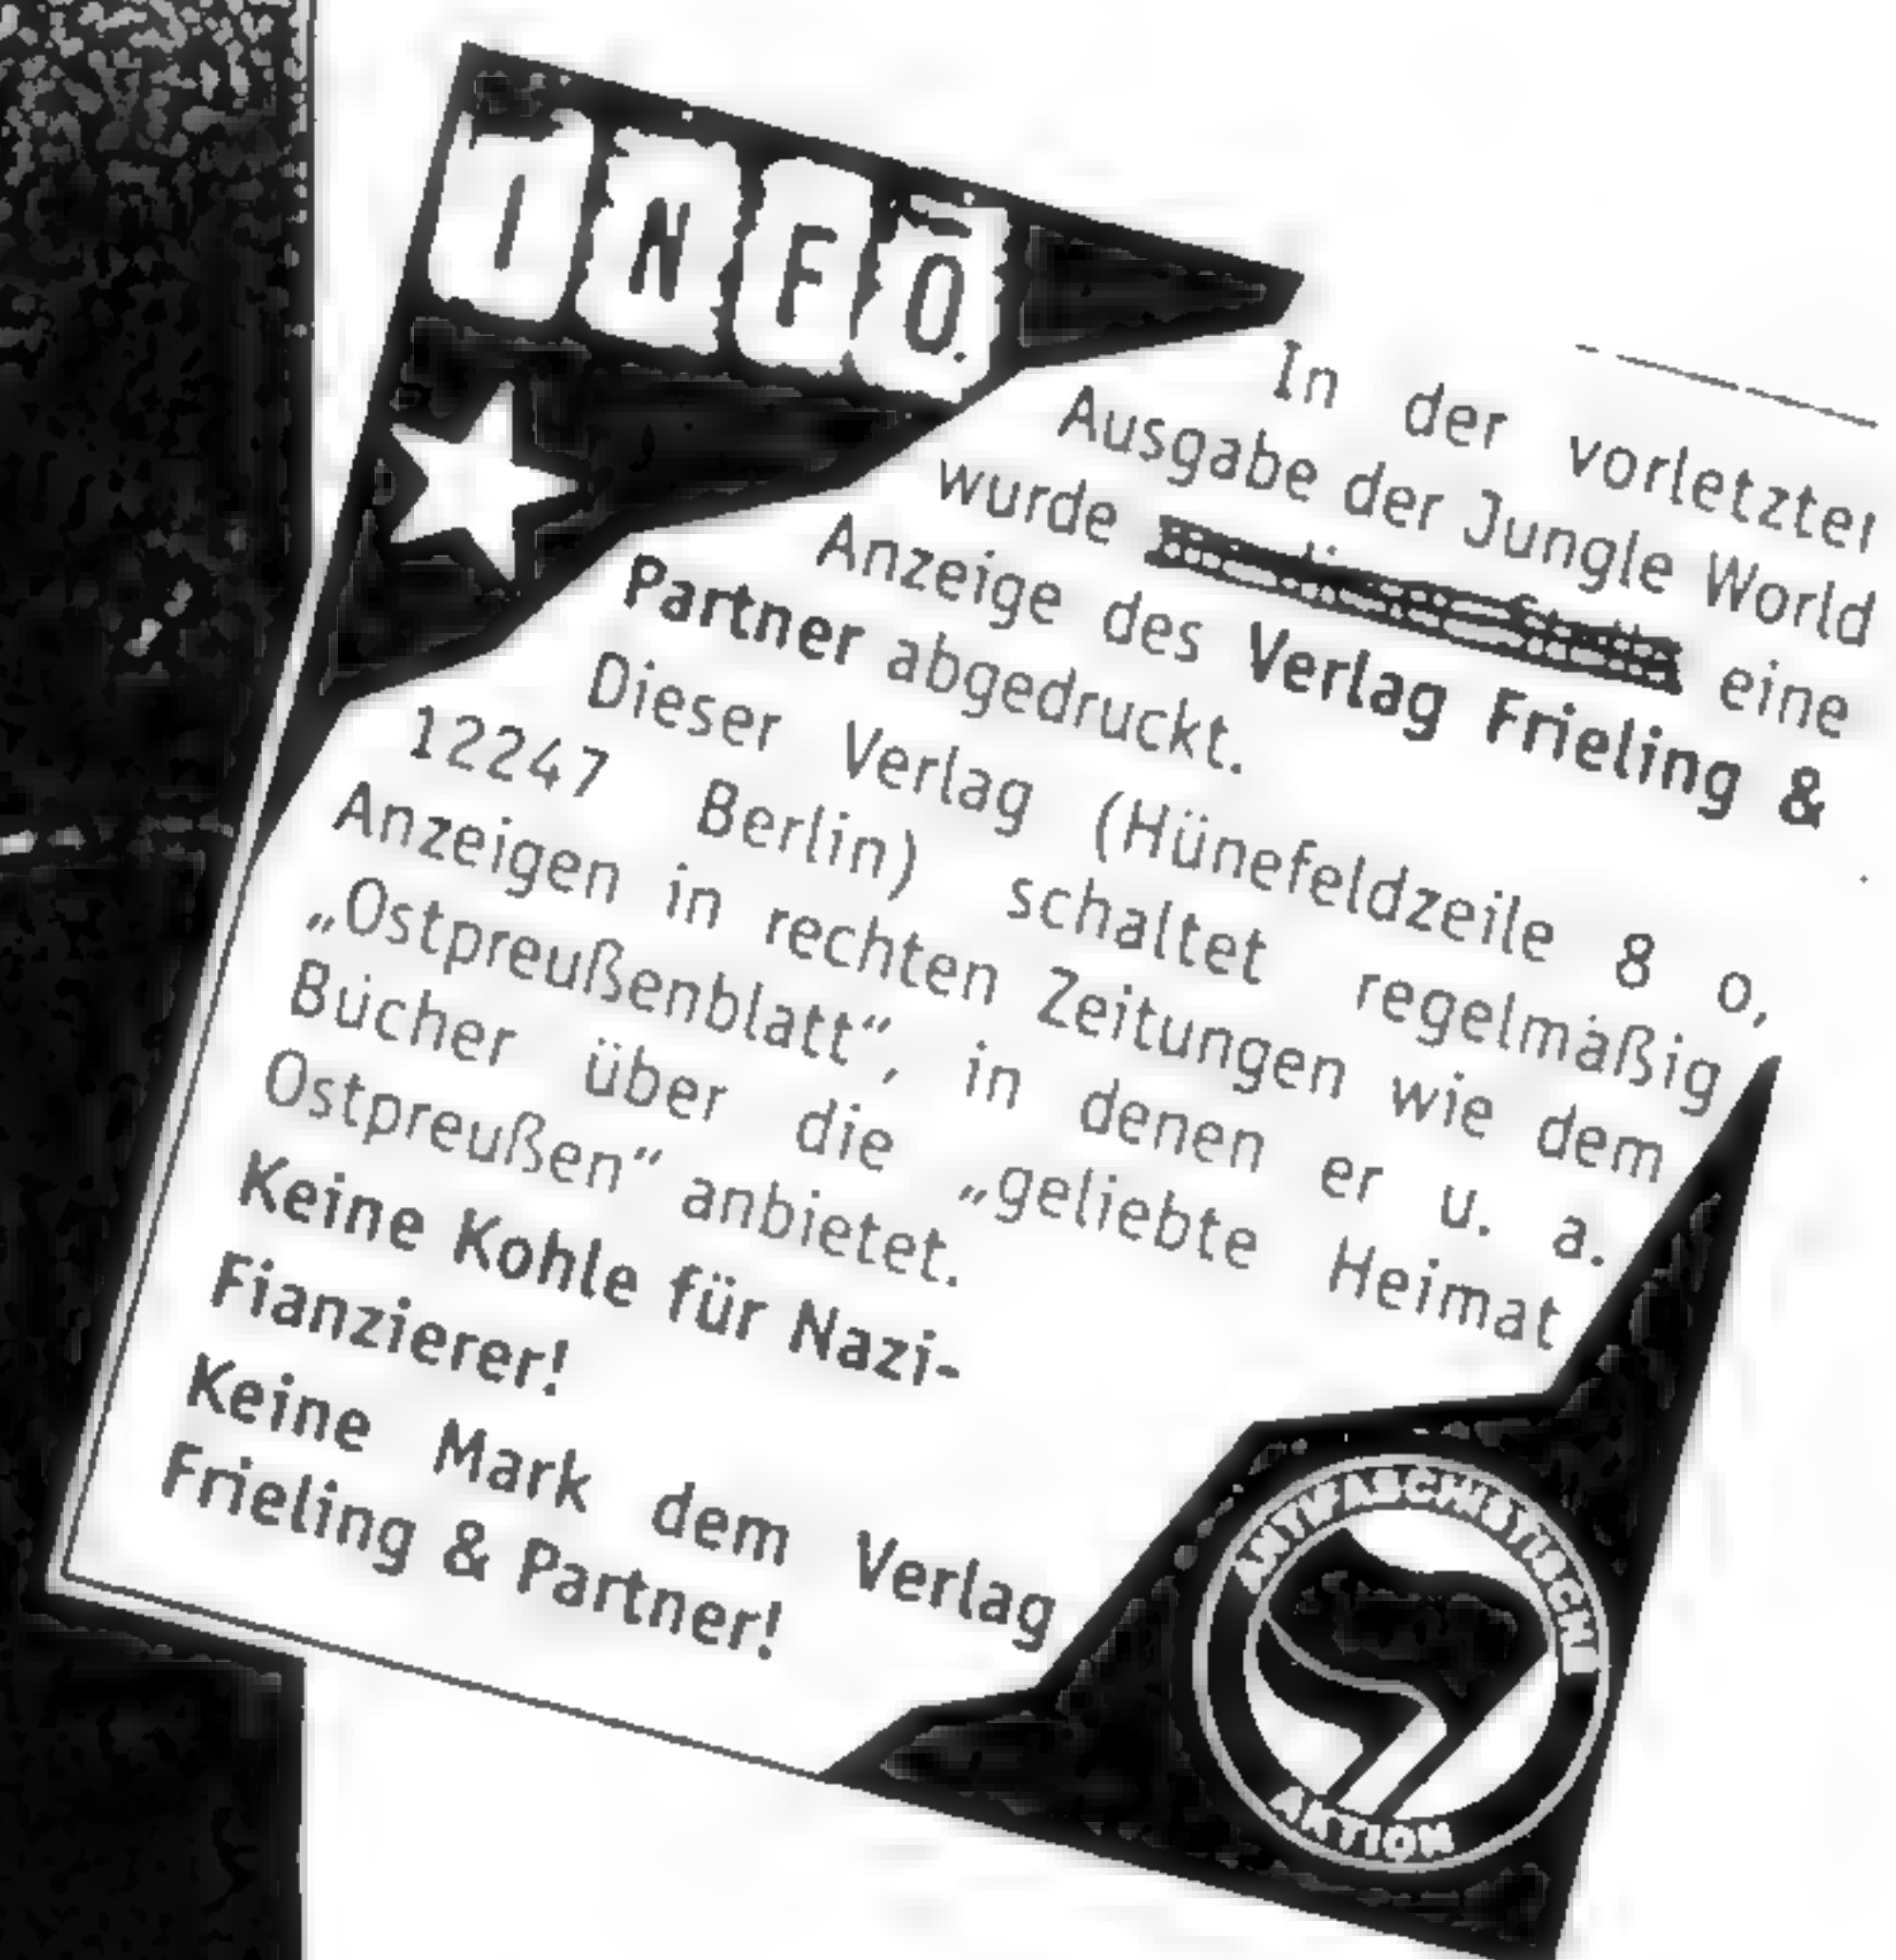 INFO.
In der vorletzter
Ausgabe der Jungle World
wurde eine
Anzeige des Verlag Frieling &
Partner abgedruckt.
Dieser Verlag (Hünefeldzeile 8 o,
12247 Berlin) schaltet regelmäßig
Anzeigen in rechten Zeitungen wie dem
„Ostpreußenblatt“, in denen er u. a.
Bücher über die „geliebte Heimat
Ostpreußen“ anbietet.
Keine Kohle für Nazi-
Fianzierer!
Keine Mark dem Verlag
Frieling & Partner!
ANTIFASCHISTISCH
AKTION